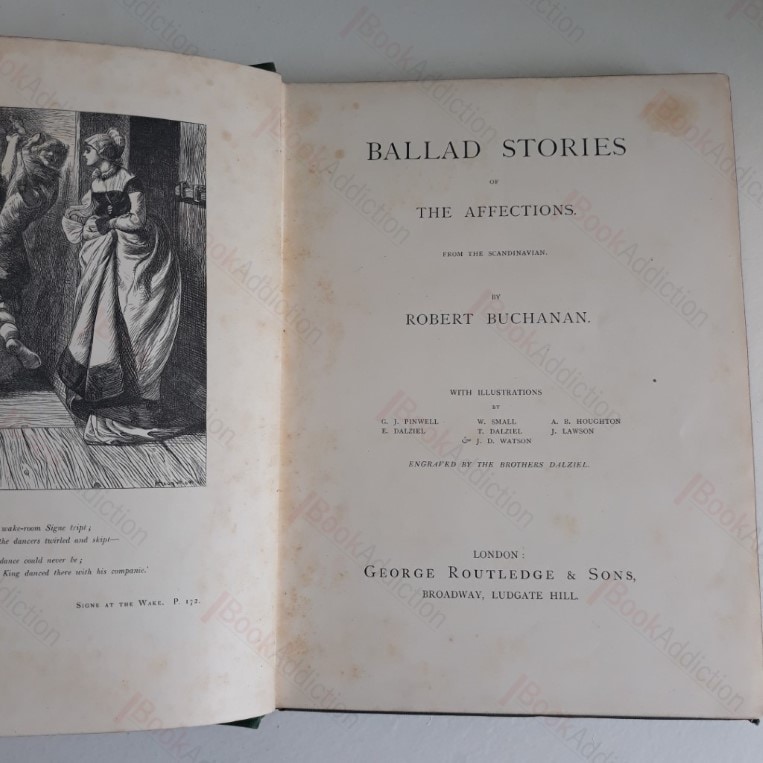 wake-room Signe tript;
the dancers twirled and skipt—
dance could never be;
King danced there with his companie.'
SIGNE AT THE WAKE. P 172.
BALLAD STORIES
OF
THE AFFECTIONS.
FROM THE SCANDINAVIAN.
BY
ROBERT BUCHANAN.
WITH ILLUSTRATIONS
BY
G. J. PINWELL W. SMALL A. B. HOUGHTON
E. DALZIEL T. DALZIEL J. LAWSON
& J. D. WATSON
ENGRAVED BY THE BROTHERS DALZIEL.
LONDON:
GEORGE ROUTLEDGE & SONS,
BROADWAY, LUDGATE HILL.
BookAddiction